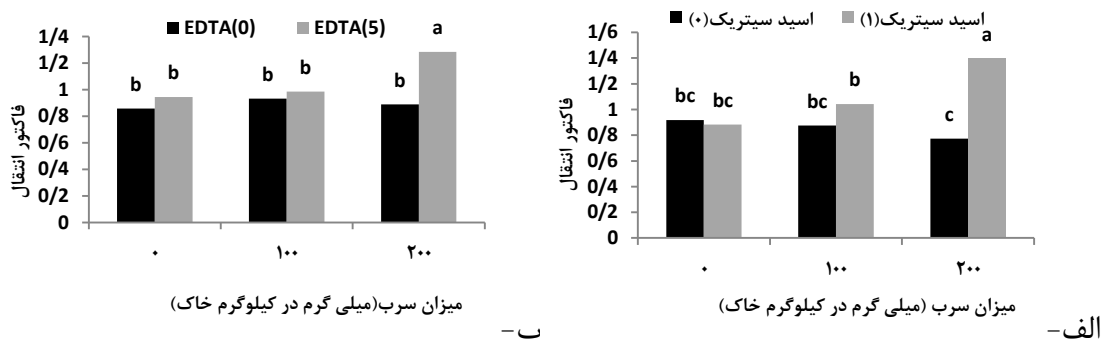 EDTA(0) EDTA(5)
فاکتور انتقال
1/4
1/2
1
0/8
0/6
0/4
0/2
0
b b b b b a
۰ ۱۰۰ ۲۰۰
میزان سرب(میلی گرم در کیلوگرم خاک)
ب-
اسید سیتریک(۰) اسید سیتریک(۱)
فاکتور انتقال
1/6
1/4
1/2
1
0/8
0/6
0/4
0/2
0
bc bc bc b c a
۰ ۱۰۰ ۲۰۰
میزان سرب (میلی گرم در کیلوگرم خاک)
الف-